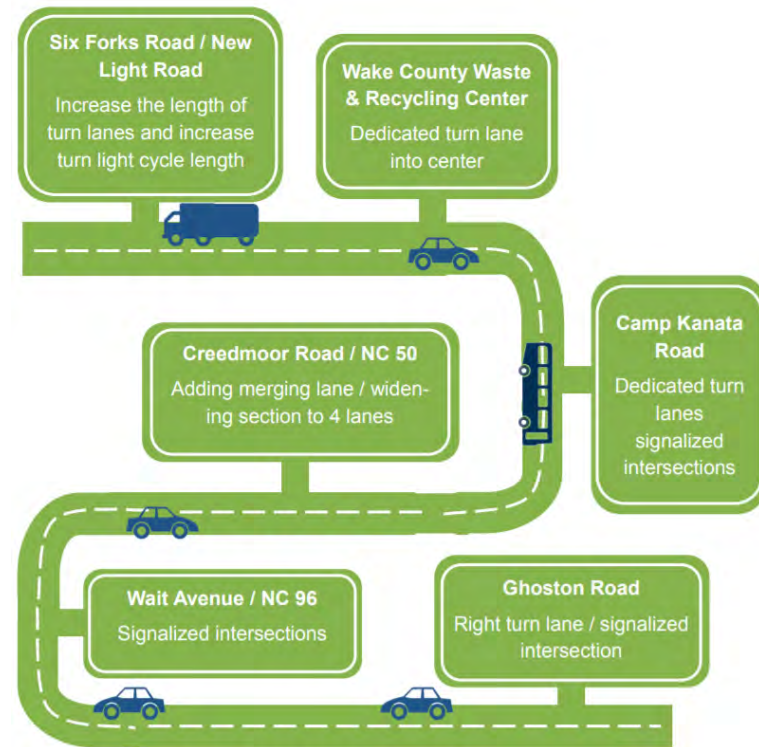 Six Forks Road / New
Light Road
Increase the length of
turn lanes and increase
turn light cycle length
Wake County Waste
& Recycling Center
Dedicated turn lane
into center
Camp Kanata
Road
Dedicated turn
lanes
signalized
intersections
Creedmoor Road / NC 50
Adding merging lane / widen-
ing section to 4 lanes
Wait Avenue / NC 96
Signalized intersections
Ghoston Road
Right turn lane / signalized
intersection